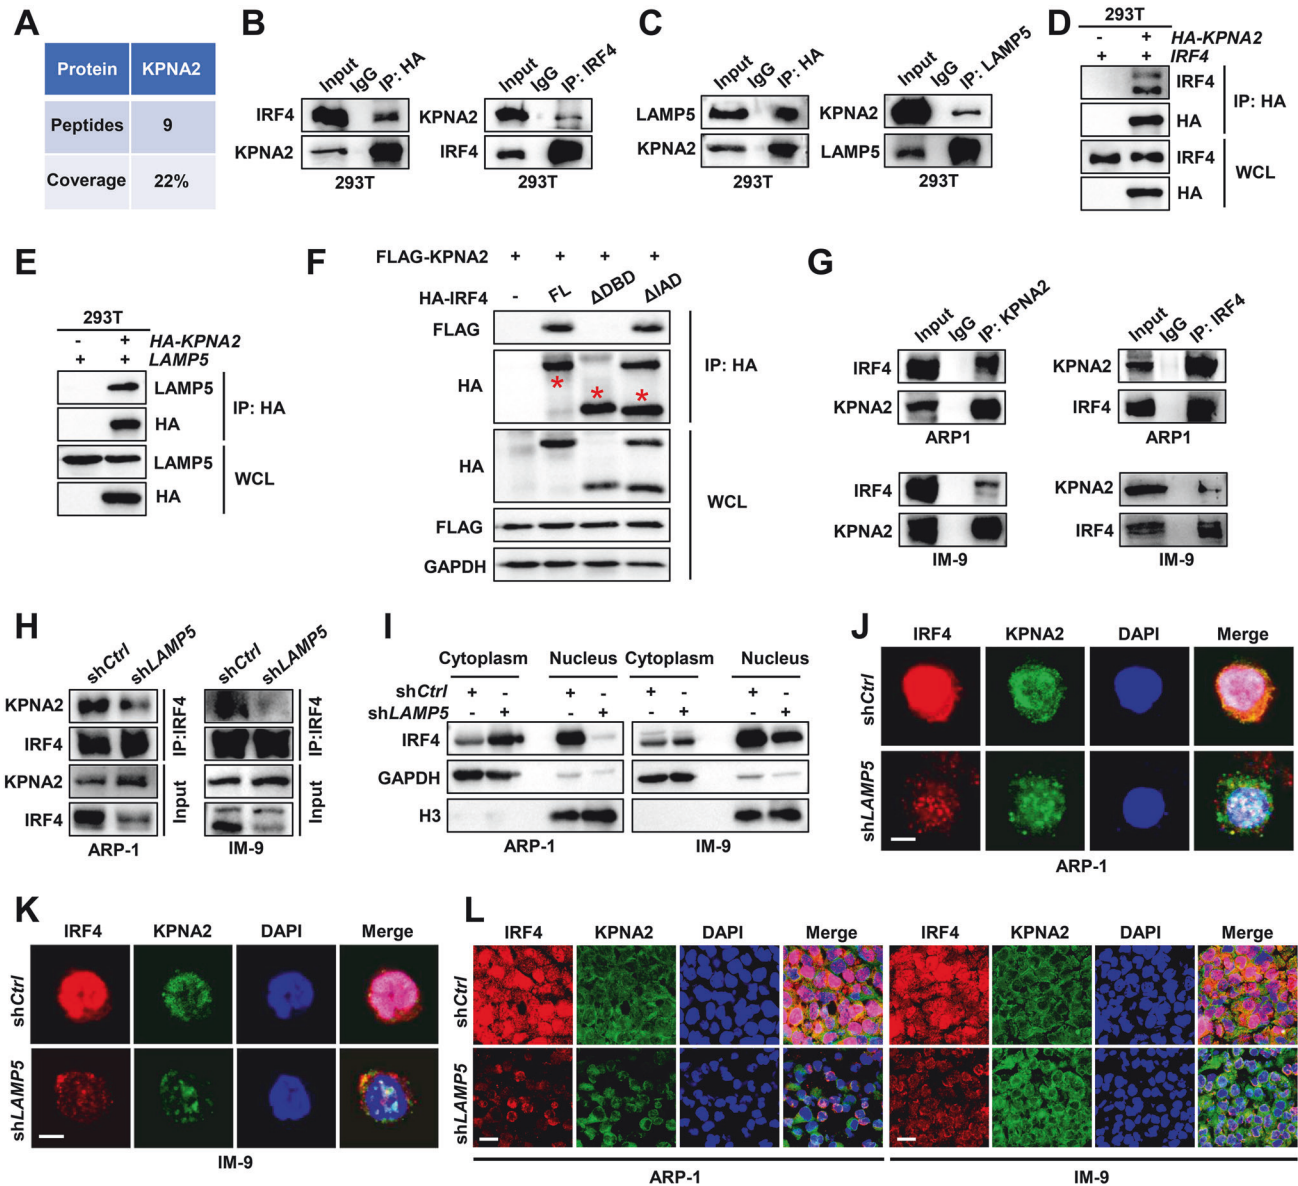 A
Protein KPNA2
Peptides 9
Coverage 22%
B
Input IgG IP: HA
IRF4
KPNA2
293T
Input IgG IP: IRF4
KPNA2
IRF4
293T
C
Input IgG IP: HA
LAMP5
KPNA2
293T
Input IgG IP: LAMP5
KPNA2
LAMP5
293T
D
293T
- + HA-KPNA2
+ + IRF4
IRF4
HA
IP: HA
IRF4
HA
WCL
E
293T
- + HA-KPNA2
+ + LAMP5
LAMP5
HA
IP: HA
LAMP5
HA
WCL
F
FLAG-KPNA2 + + + +
HA-IRF4 - FL ΔDBD ΔIAD
FLAG
HA
* * *
IP: HA
HA
FLAG
GAPDH
WCL
G
Input IgG IP: KPNA2
IRF4
KPNA2
ARP1
Input IgG IP: IRF4
KPNA2
IRF4
ARP1
IRF4
KPNA2
IM-9
KPNA2
IRF4
IM-9
H
shCtrl shLAMP5 shCtrl shLAMP5
KPNA2
IRF4
IP:IRF4 IP:IRF4
KPNA2
IRF4
Input Input
ARP-1 IM-9
I
Cytoplasm Nucleus Cytoplasm Nucleus
shCtrl + - + - + - + -
shLAMP5 - + - + - + - +
IRF4
GAPDH
H3
ARP-1 IM-9
J
IRF4 KPNA2 DAPI Merge
shCtrl
shLAMP5
ARP-1
K
IRF4 KPNA2 DAPI Merge
shCtrl
shLAMP5
IM-9
L
IRF4 KPNA2 DAPI Merge IRF4 KPNA2 DAPI Merge
shCtrl
shLAMP5
ARP-1 IM-9